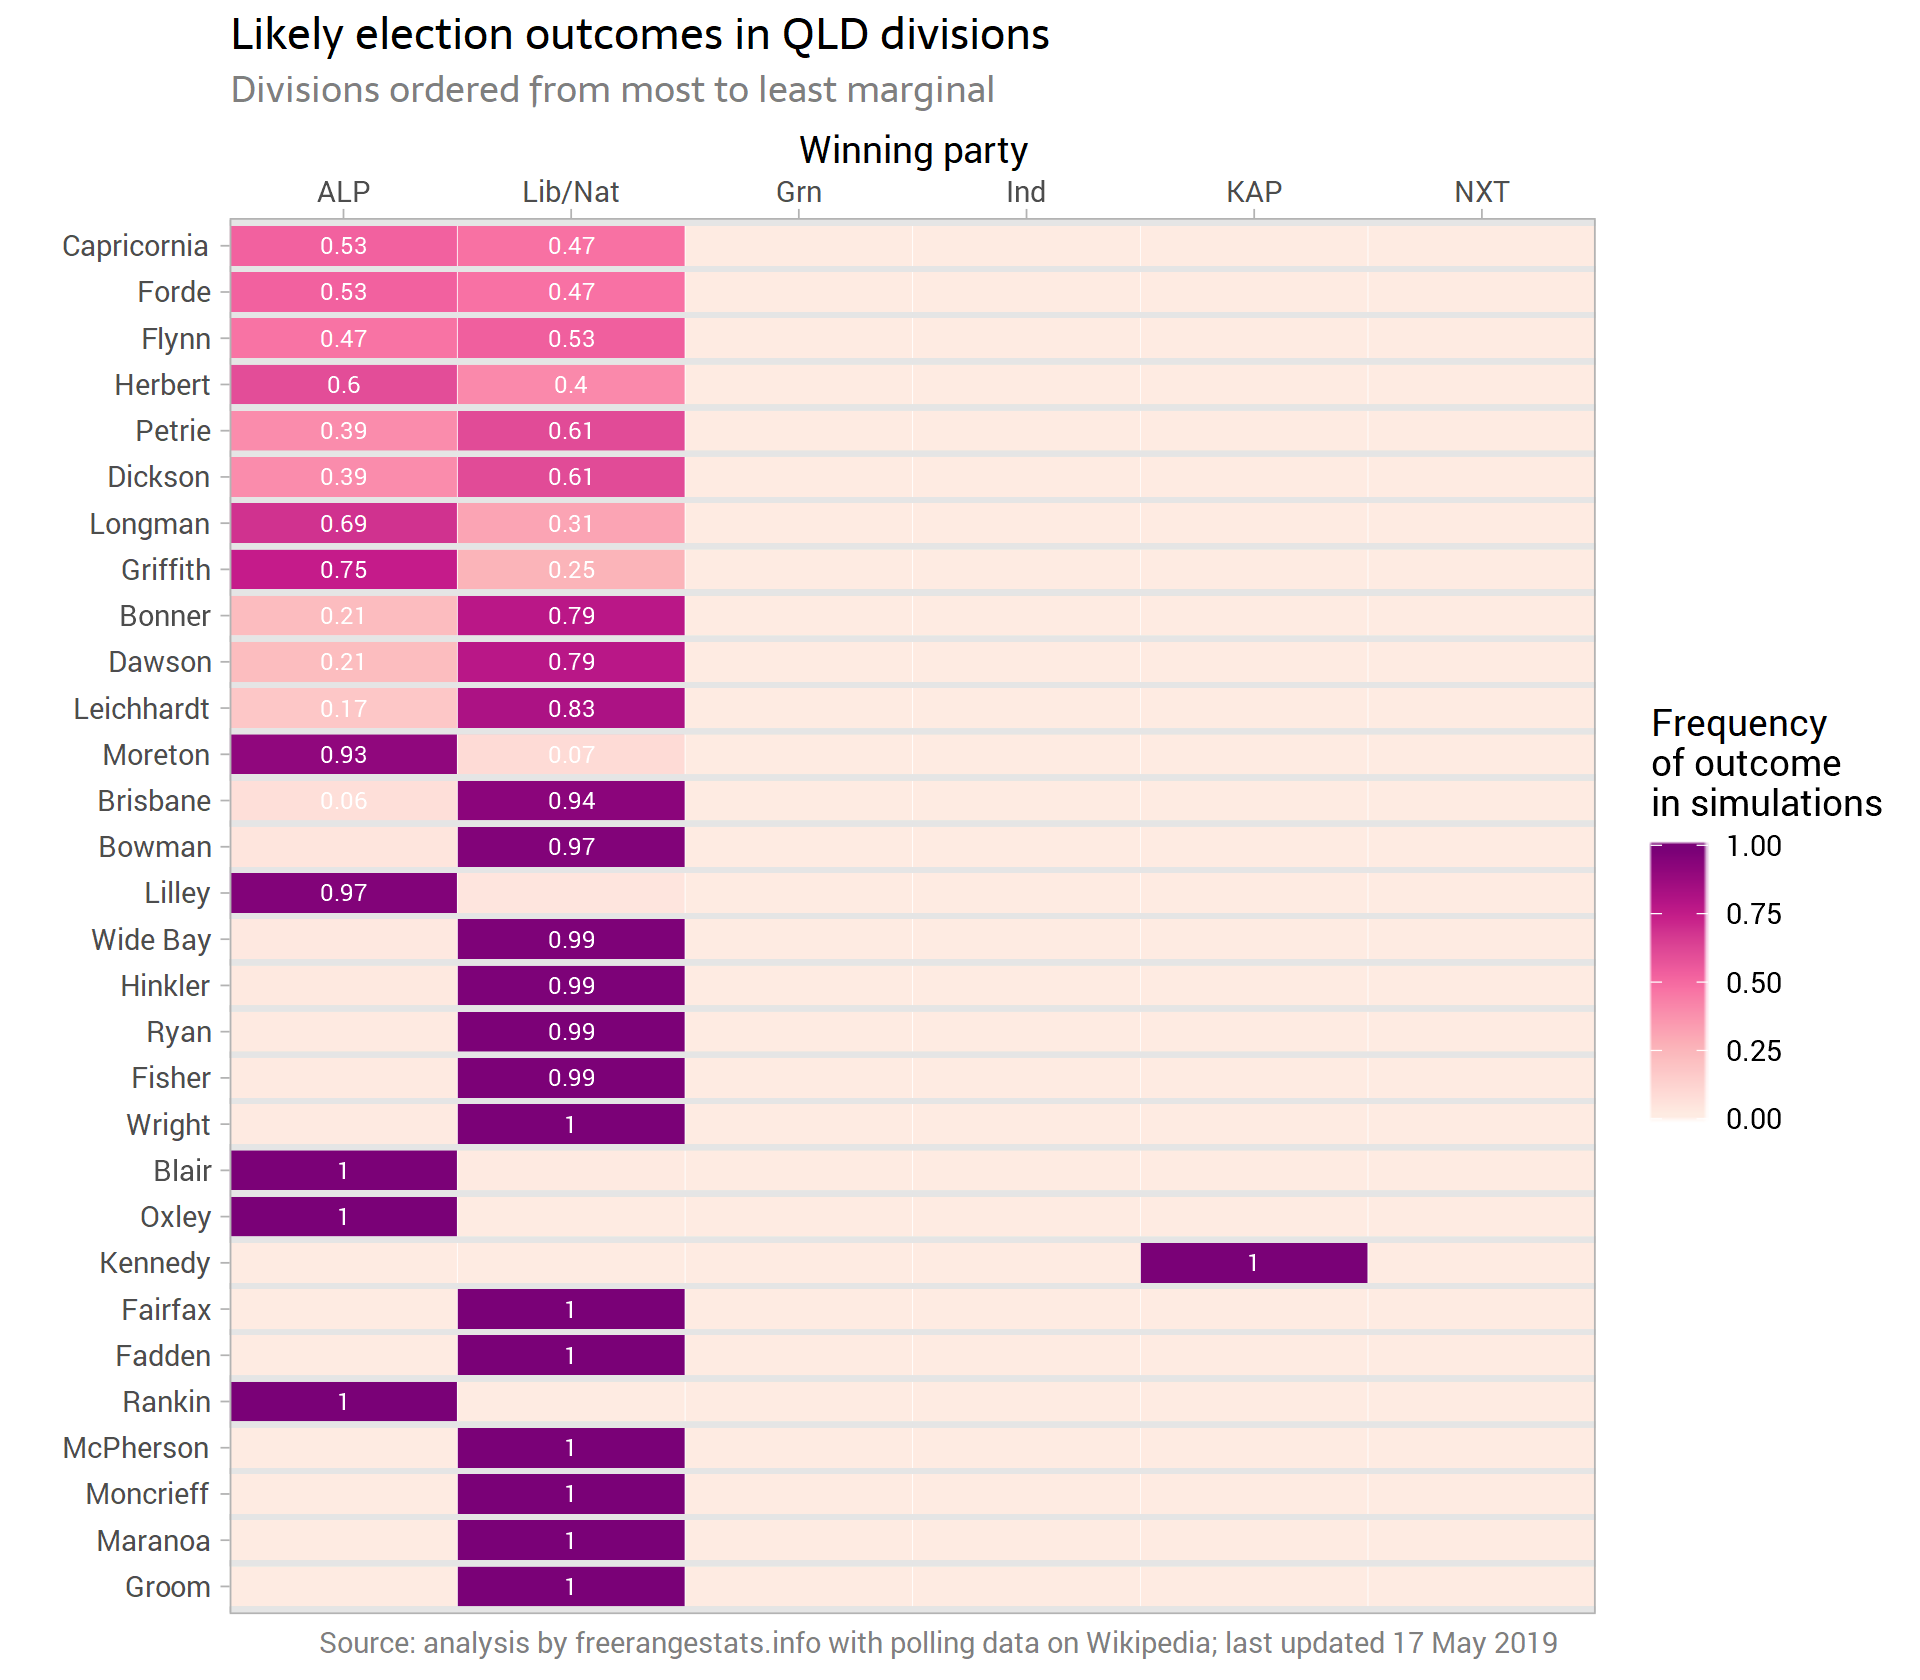 Likely election outcomes in QLD divisions
Divisions ordered from most to least marginal
Winning party
ALP Lib/Nat Grn Ind KAP NXT
Capricornia 0.53 0.47
Forde 0.53 0.47
Flynn 0.47 0.53
Herbert 0.6 0.4
Petrie 0.39 0.61
Dickson 0.39 0.61
Longman 0.69 0.31
Griffith 0.75 0.25
Bonner 0.21 0.79
Dawson 0.21 0.79
Leichhardt 0.17 0.83
Moreton 0.93 0.07
Brisbane 0.06 0.94
Bowman 0.97
Lilley 0.97
Wide Bay 0.99
Hinkler 0.99
Ryan 0.99
Fisher 0.99
Wright 1
Blair 1
Oxley 1
Kennedy 1
Fairfax 1
Fadden 1
Rankin 1
McPherson 1
Moncrieff 1
Maranoa 1
Groom 1
Frequency
of outcome
in simulations
1.00
0.75
0.50
0.25
0.00
Source: analysis by freerangestats.info with polling data on Wikipedia; last updated 17 May 2019